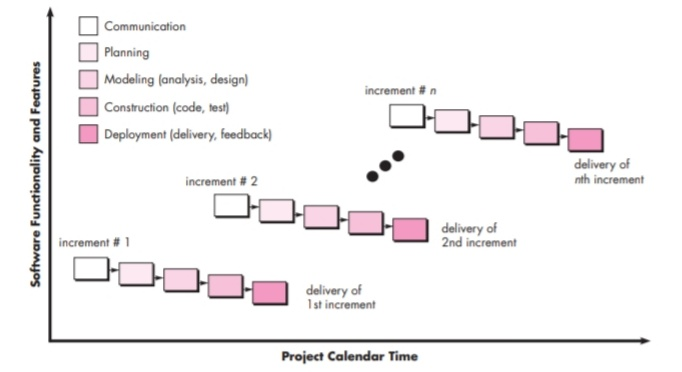 Communication
Planning
Modeling (analysis, design)
Construction (code, test)
Deployment (delivery, feedback)
increment # n
delivery of
nth increment
increment # 2
delivery of
2nd increment
increment # 1
delivery of
1st increment
Software Functionality and Features
Project Calendar Time